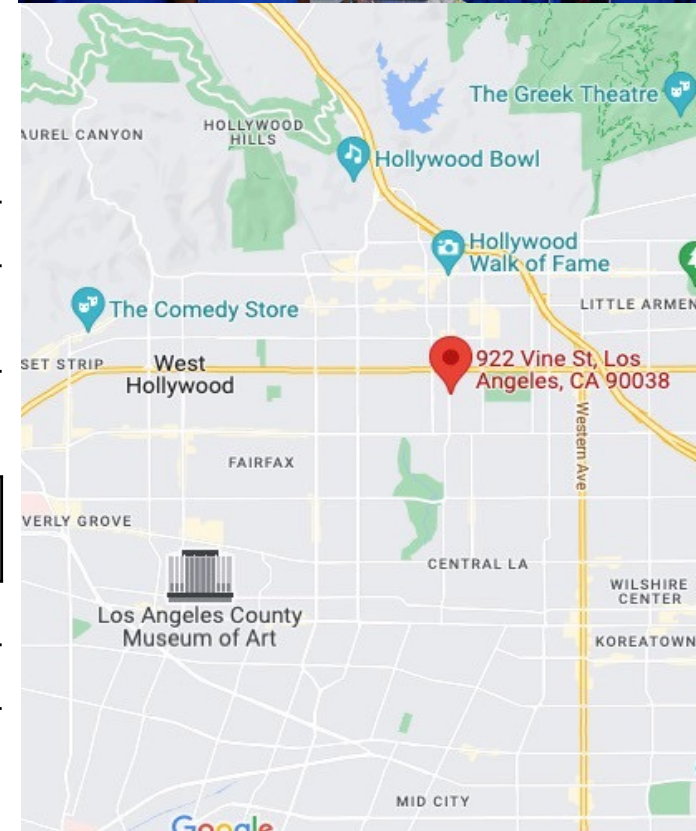 The Greek Theatre
AUREL CANYON
HOLLYWOOD
HILLS
Hollywood Bowl
Hollywood
Walk of Fame
The Comedy Store
LITTLE ARMEN
SET STRIP
West
Hollywood
922 Vine St, Los
Angeles, CA 90038
Western Ave
FAIRFAX
VERLY GROVE
CENTRAL LA
WILSHIRE
CENTER
Los Angeles County
Museum of Art
KOREATOWN
MID CITY
Google